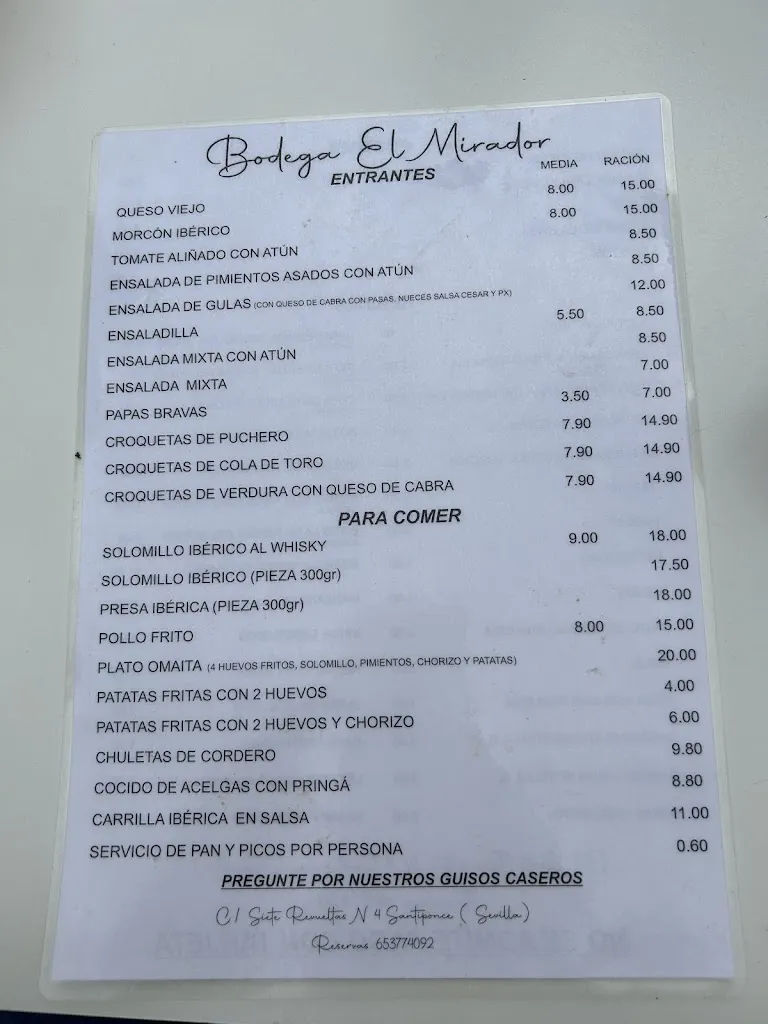 Bodega El Mirador
ENTRANTES MEDIA RACIÓN
QUESO VIEJO 8.00 15.00
MORCÓN IBÉRICO 8.00 15.00
TOMATE ALIÑADO CON ATÚN 8.50
ENSALADA DE PIMIENTOS ASADOS CON ATÚN 8.50
ENSALADA DE GULAS (CON QUESO DE CABRA CON PASAS, NUECES SALSA CESAR Y PX) 12.00
ENSALADILLA 5.50 8.50
ENSALADA MIXTA CON ATÚN 8.50
ENSALADA MIXTA 7.00
PAPAS BRAVAS 3.50 7.00
CROQUETAS DE PUCHERO 7.90 14.90
CROQUETAS DE COLA DE TORO 7.90 14.90
CROQUETAS DE VERDURA CON QUESO DE CABRA 7.90 14.90
PARA COMER
SOLOMILLO IBÉRICO AL WHISKY 9.00 18.00
SOLOMILLO IBÉRICO (PIEZA 300gr) 17.50
PRESA IBÉRICA (PIEZA 300gr) 18.00
POLLO FRITO 8.00 15.00
PLATO OMAITA (4 HUEVOS FRITOS, SOLOMILLO, PIMIENTOS, CHORIZO Y PATATAS) 20.00
PATATAS FRITAS CON 2 HUEVOS 4.00
PATATAS FRITAS CON 2 HUEVOS Y CHORIZO 6.00
CHULETAS DE CORDERO 9.80
COCIDO DE ACELGAS CON PRINGÁ 8.80
CARRILLA IBÉRICA EN SALSA 11.00
SERVICIO DE PAN Y PICOS POR PERSONA 0.60
PREGUNTE POR NUESTROS GUISOS CASEROS
C/ Siete Revueltas N 4 Santiponce ( Sevilla)
Reservas 653774092